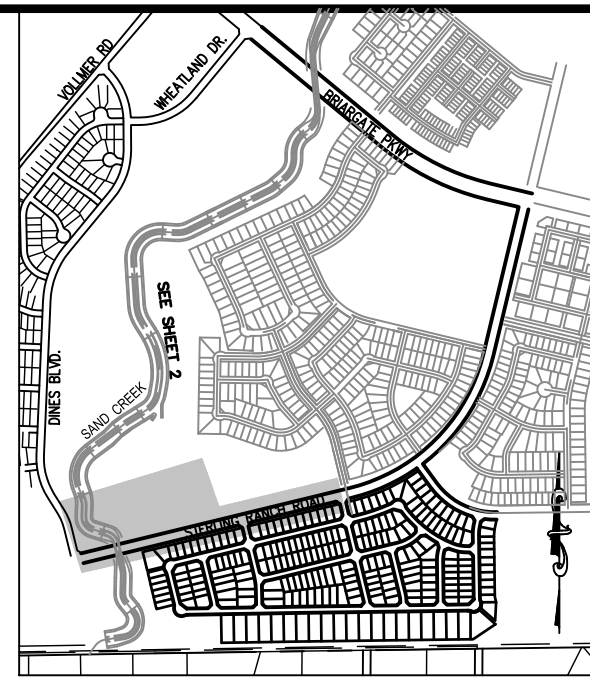 VOLLMER RD
WHEATLAND DR.
BRIARGATE PKWY
SEE SHEET 2
DINES BLVD.
SAND CREEK
STERLING RANCH ROAD